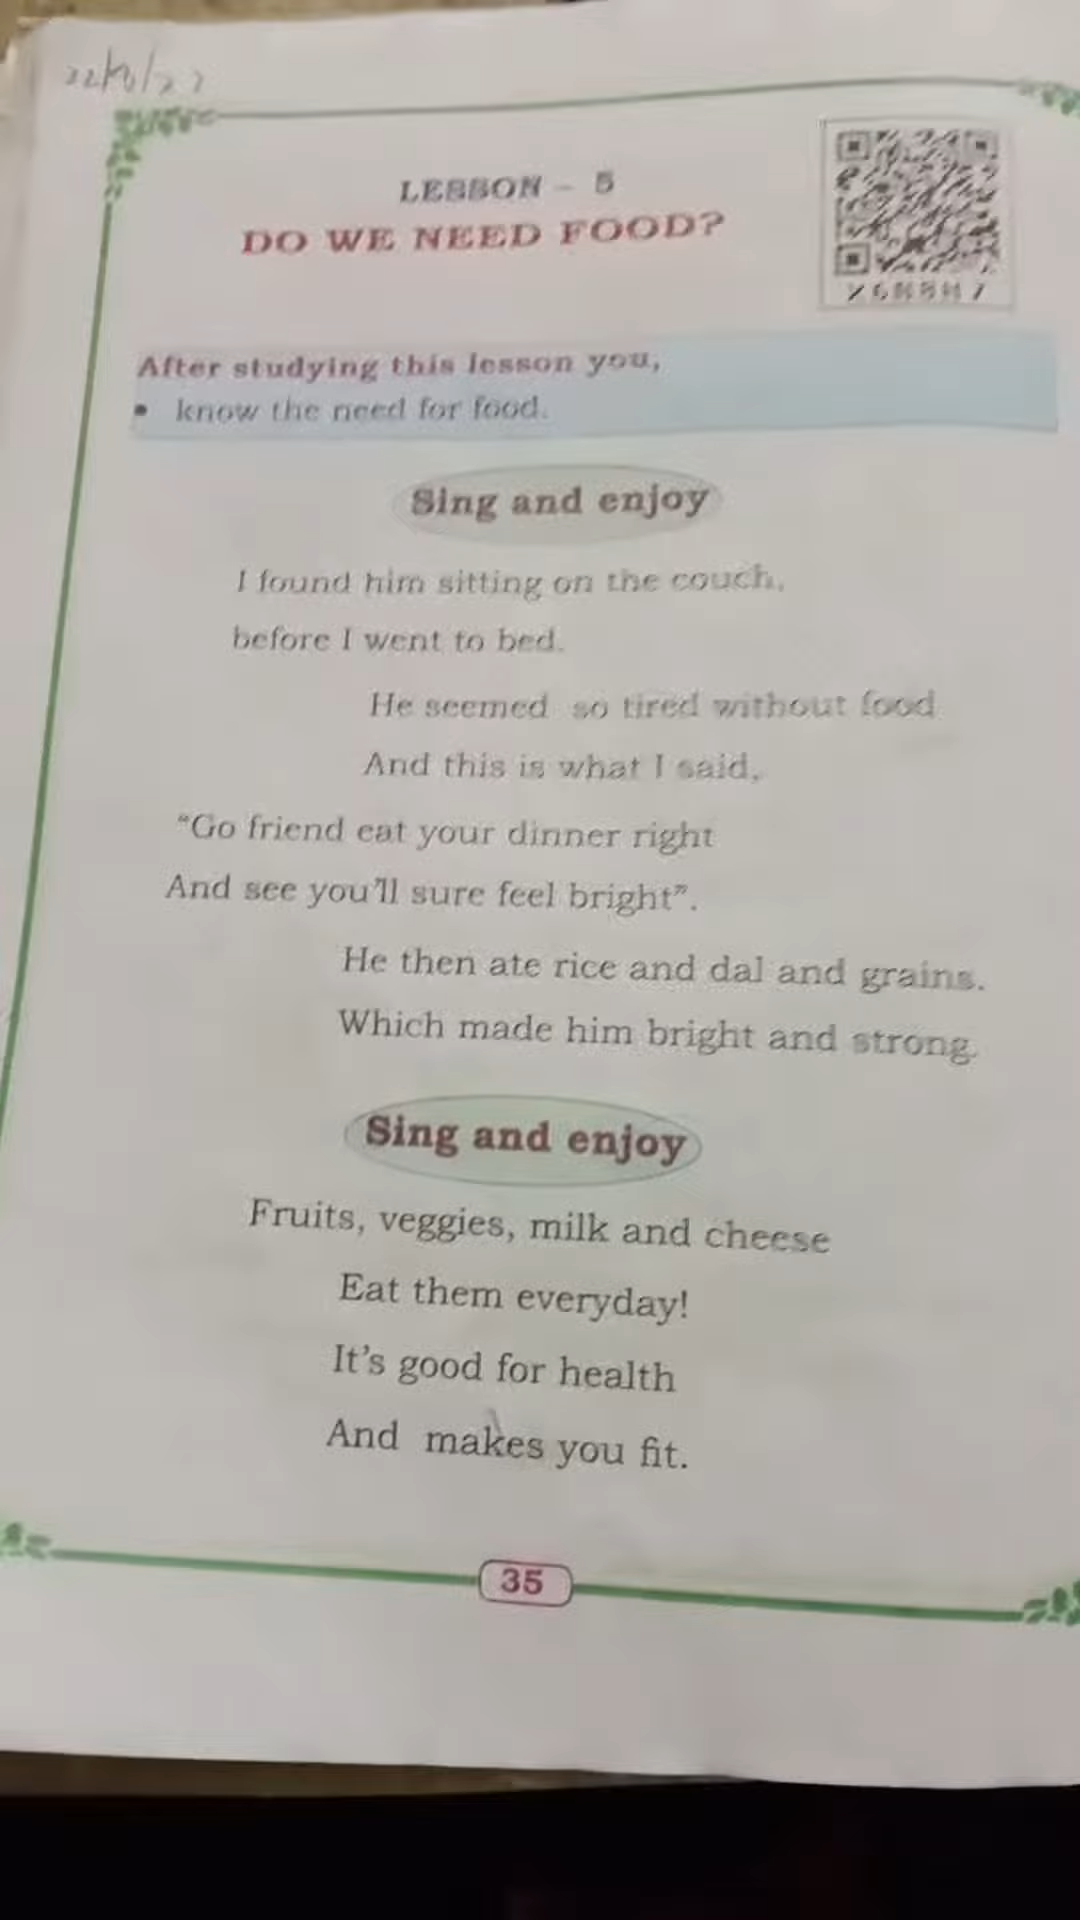 LESSON - 5
DO WE NEED FOOD?
After studying this lesson you,
• know the need for food.
Sing and enjoy
I found him sitting on the couch,
before I went to bed.
He seemed so tired without food
And this is what I said,
“Go friend eat your dinner right
And see you’ll sure feel bright”.
He then ate rice and dal and grains.
Which made him bright and strong.
Sing and enjoy
Fruits, veggies, milk and cheese
Eat them everyday!
It’s good for health
And makes you fit.
35